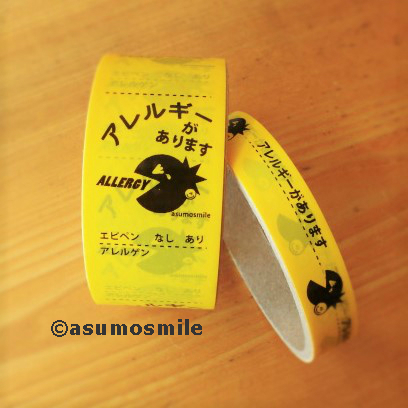 アレルギー
が
あります
ALLERGY
asumosmile
エピペン なし あり
アレルゲン
アレルギーがあります
©asumosmile